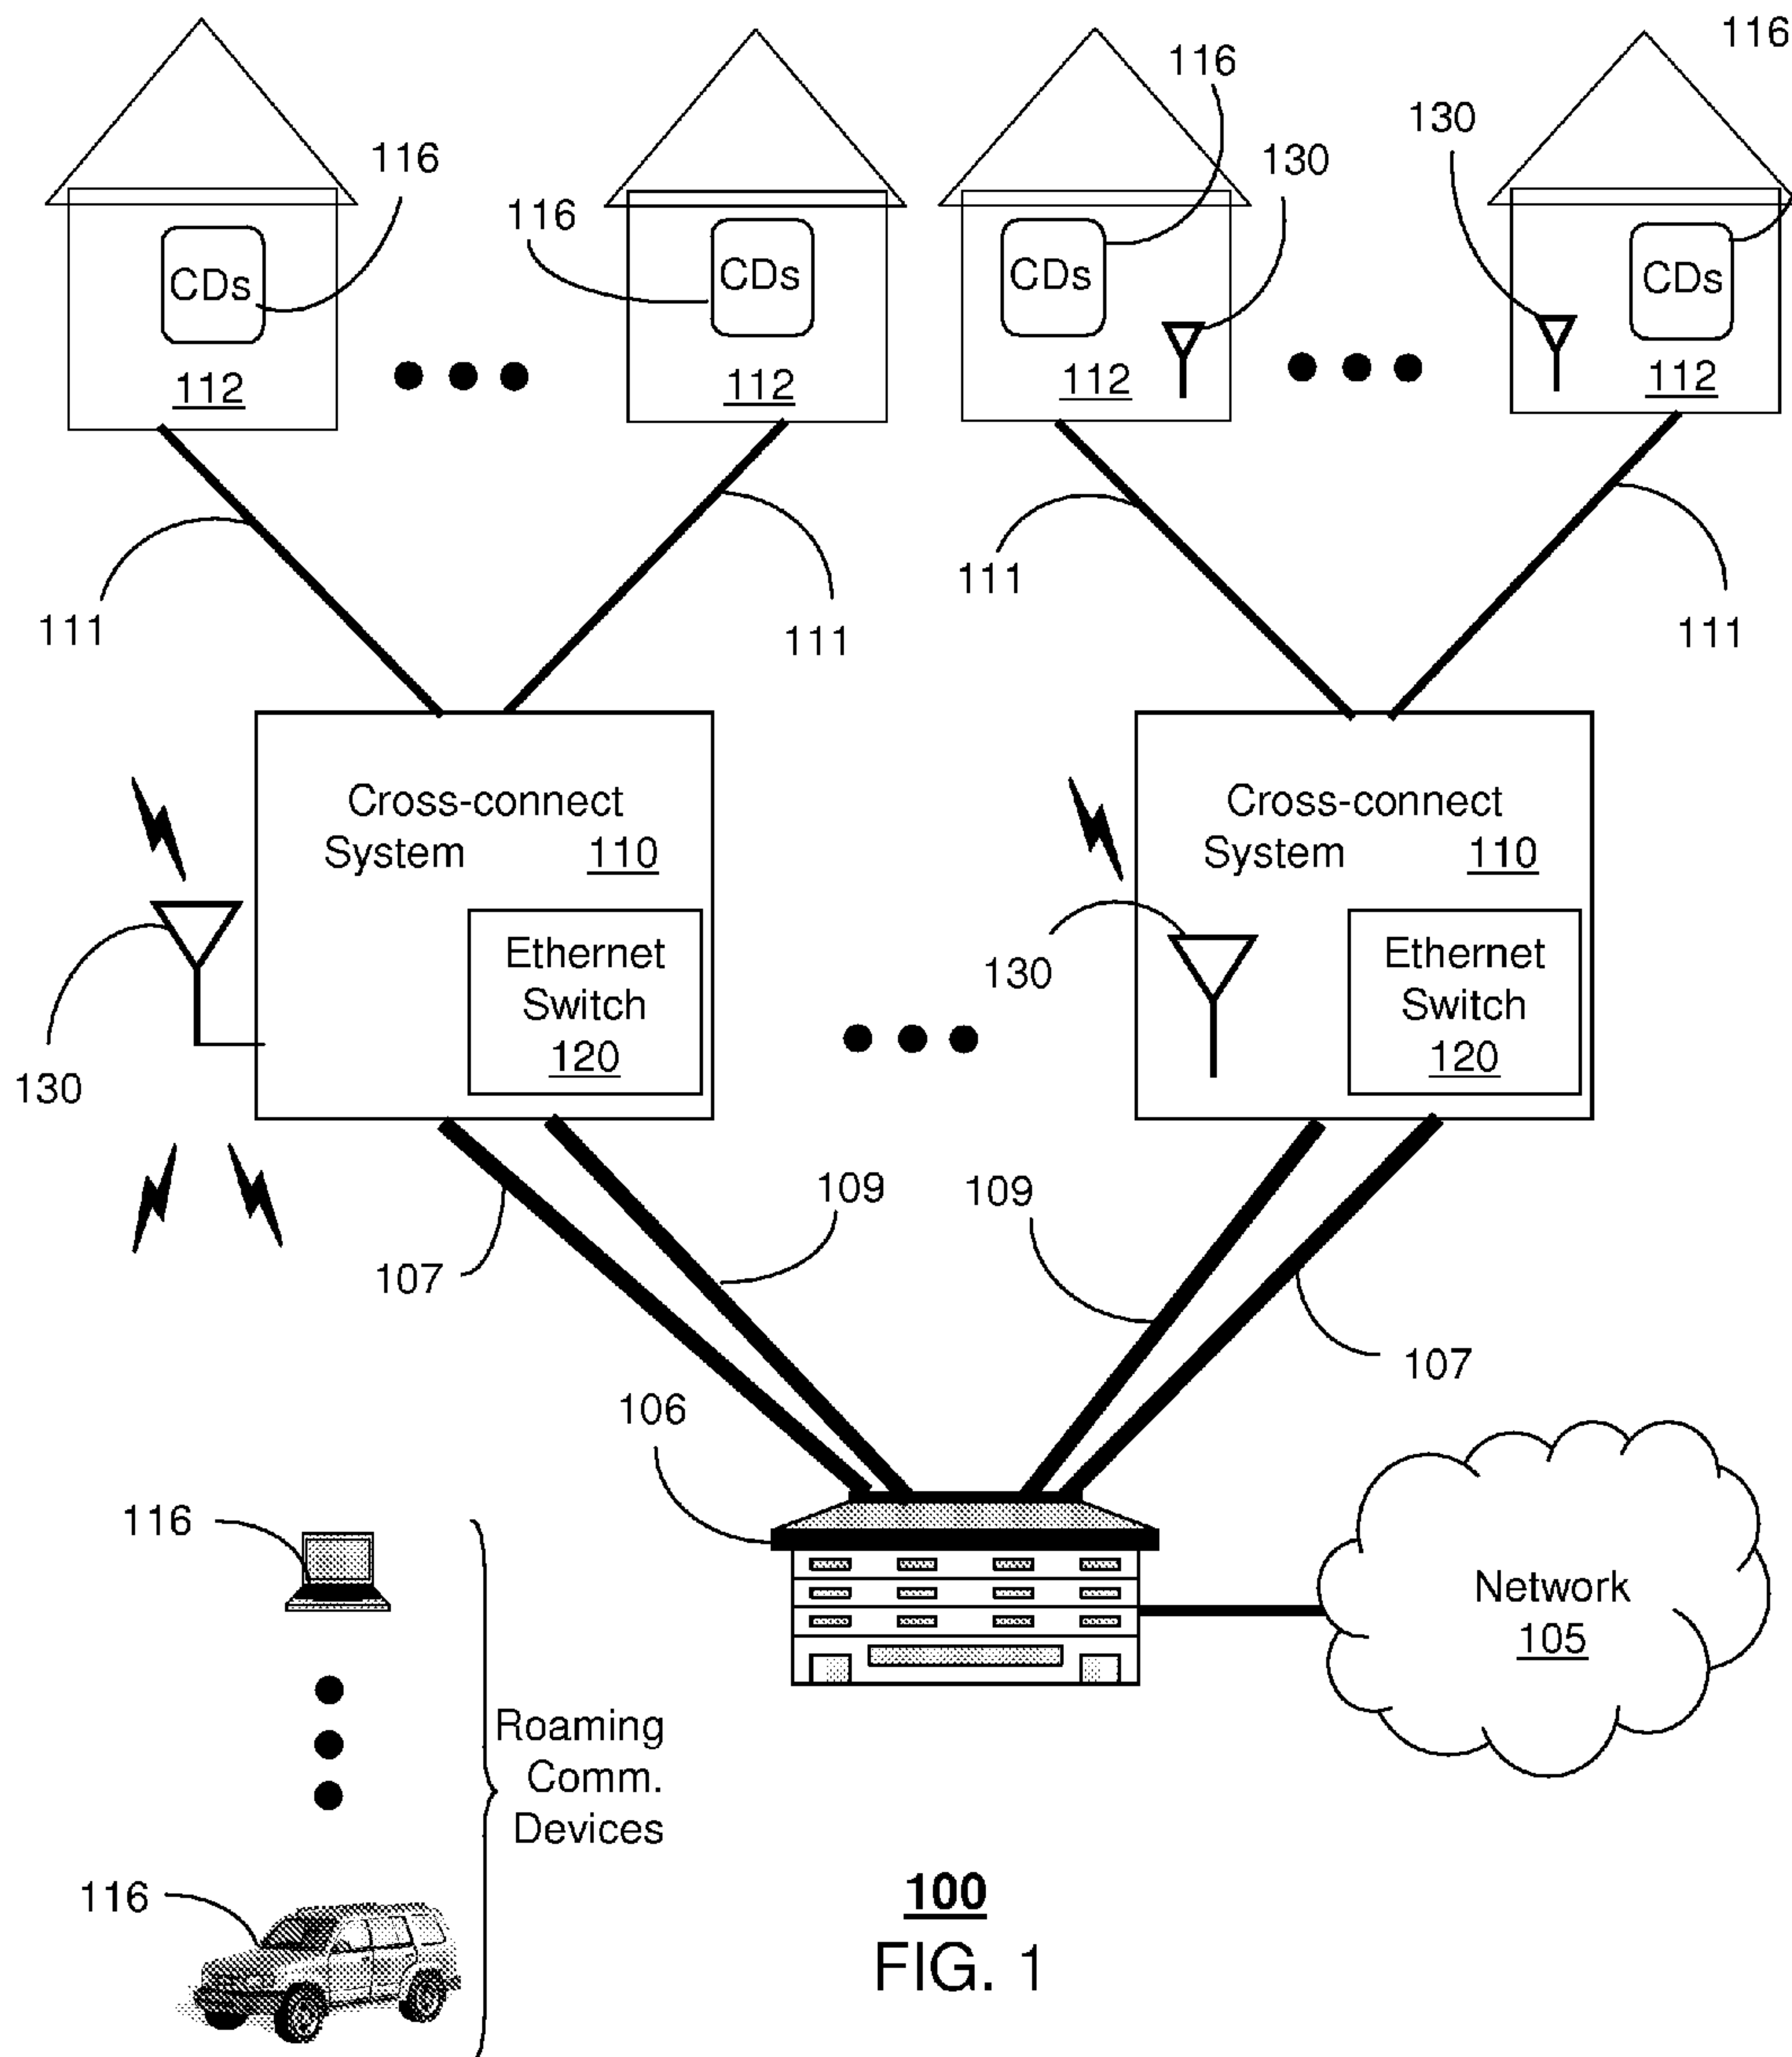 116
116
130
130
116
116
CDs
CDs
CDs
CDs
112
112
112
112
111
111
111
111
Cross-connect
System 110
Cross-connect
System 110
Ethernet
Switch
120
Ethernet
Switch
120
130
130
109
109
107
107
106
116
Network
105
Roaming
Comm.
Devices
116
100
FIG. 1